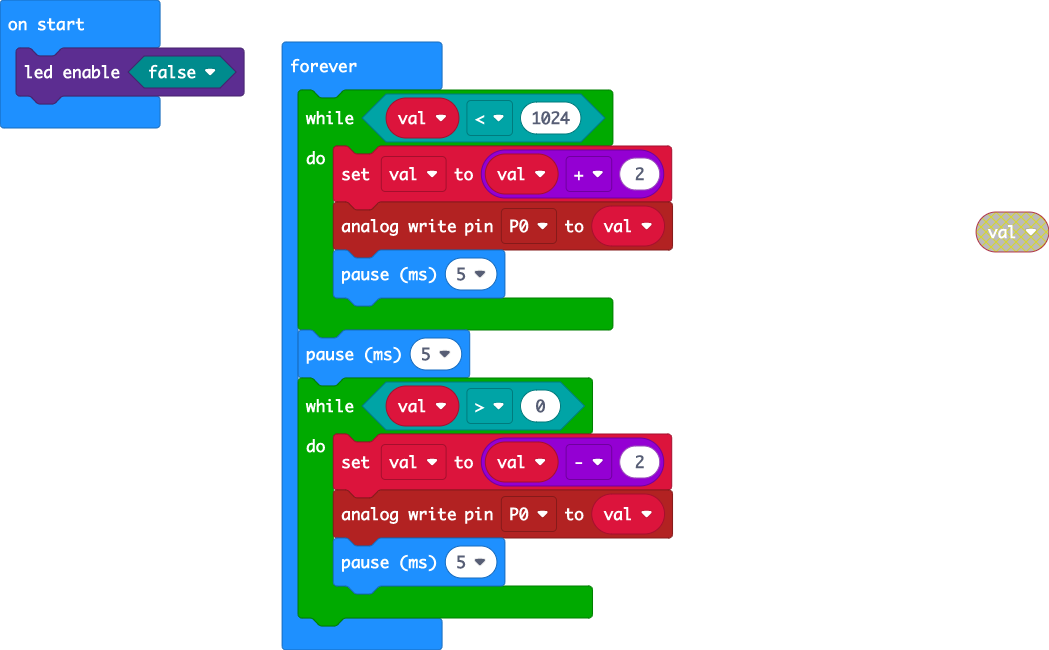 on start
led enable false
forever
while val < 1024
do
set val to val + 2
analog write pin P0 to val
val
pause (ms) 5
pause (ms) 5
while val > 0
do
set val to val - 2
analog write pin P0 to val
pause (ms) 5